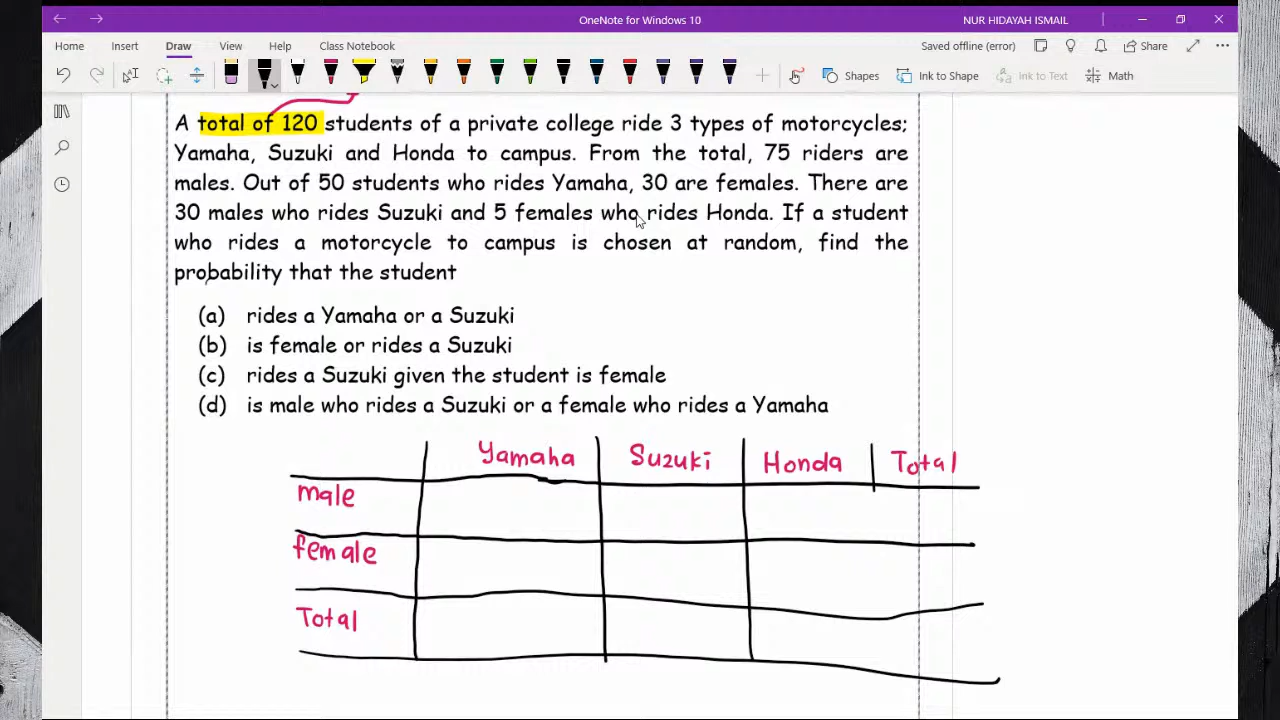 OneNote for Windows 10
NUR HIDAYAH ISMAIL
Home Insert Draw View Help Class Notebook
Saved offline (error) Share
Shapes Ink to Shape Ink to Text Math
A total of 120 students of a private college ride 3 types of motorcycles;
Yamaha, Suzuki and Honda to campus. From the total, 75 riders are
males. Out of 50 students who rides Yamaha, 30 are females. There are
30 males who rides Suzuki and 5 females who rides Honda. If a student
who rides a motorcycle to campus is chosen at random, find the
probability that the student
(a) rides a Yamaha or a Suzuki
(b) is female or rides a Suzuki
(c) rides a Suzuki given the student is female
(d) is male who rides a Suzuki or a female who rides a Yamaha
Yamaha Suzuki Honda Total
male
female
Total